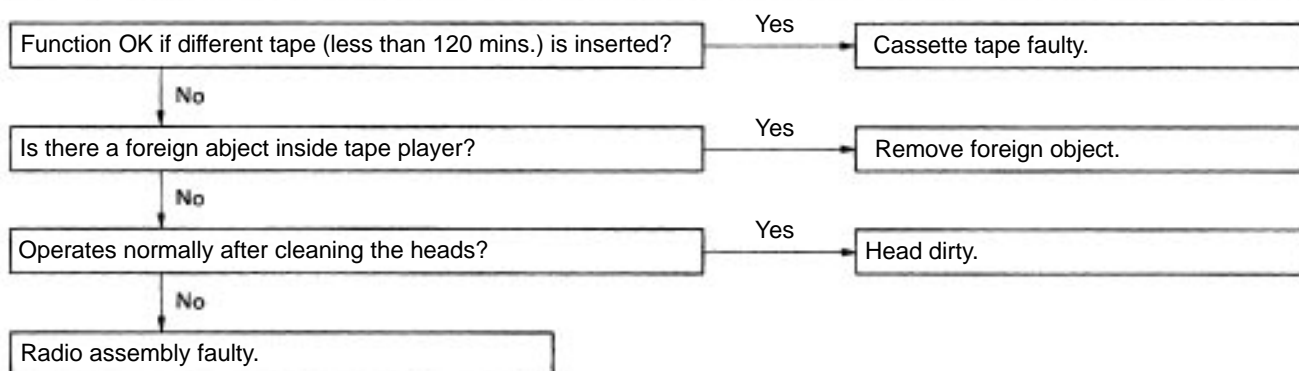 Function OK if different tape (less than 120 mins.) is inserted?
Yes
Cassette tape faulty.
No
Is there a foreign abject inside tape player?
Yes
Remove foreign object.
No
Operates normally after cleaning the heads?
Yes
Head dirty.
No
Radio assembly faulty.